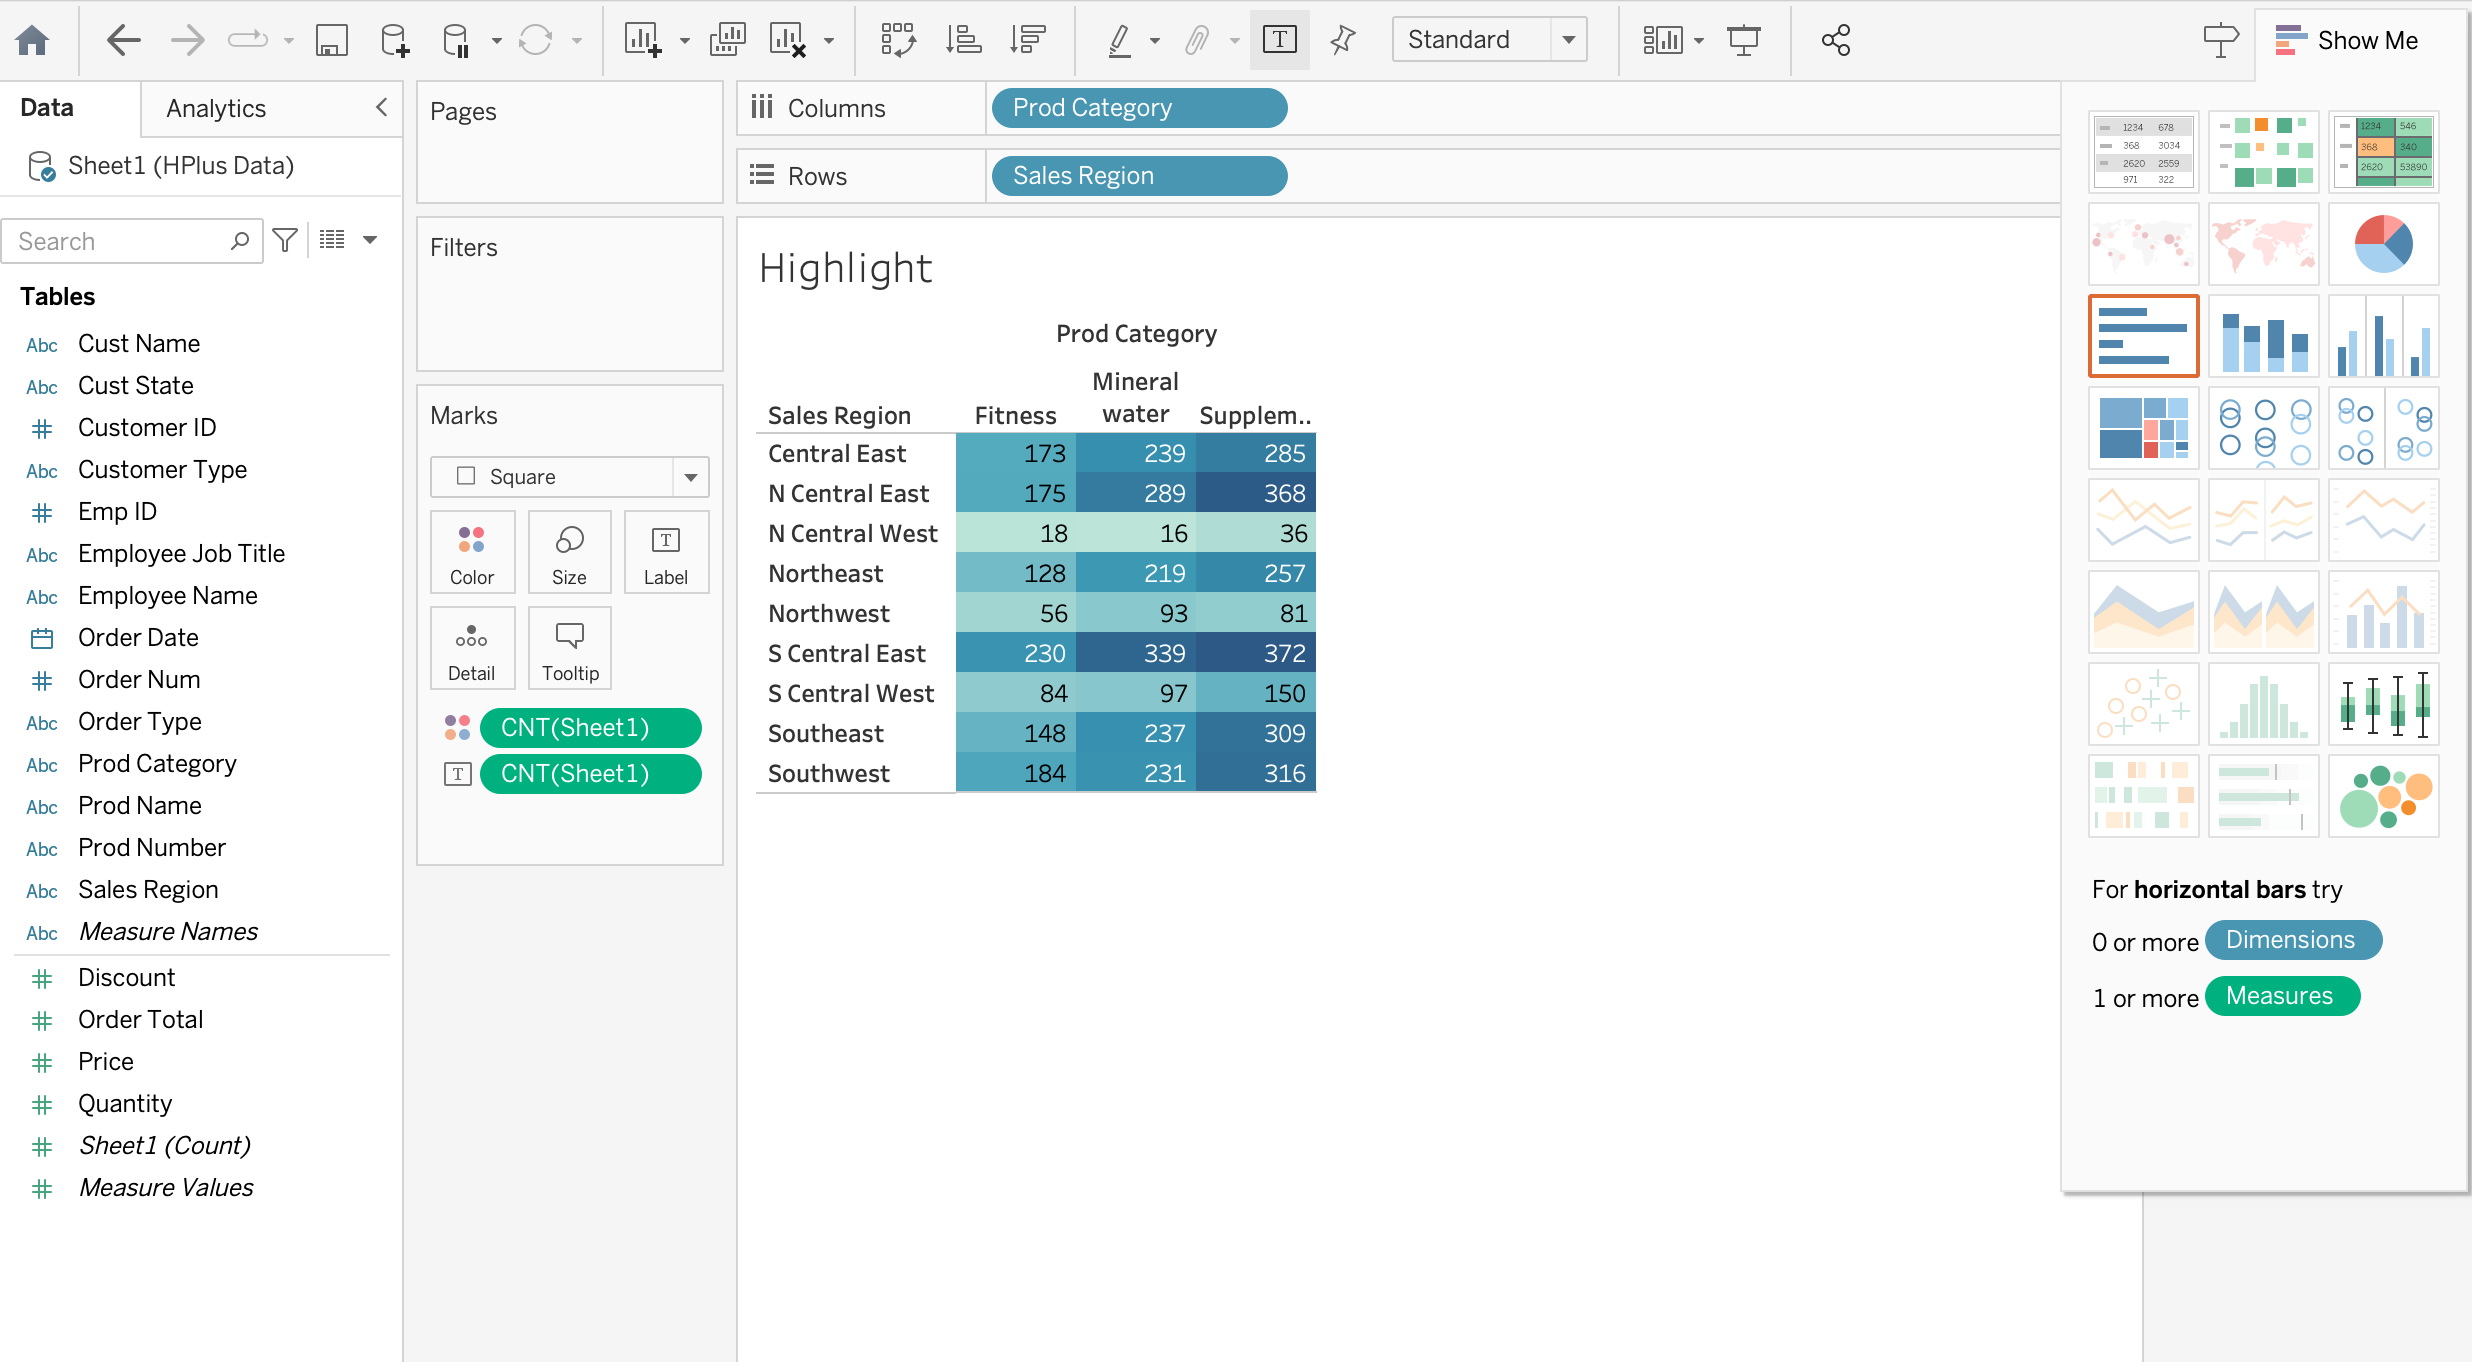 Standard
Show Me
Data
Analytics
Sheet1 (HPlus Data)
Search
Tables
Abc Cust Name
Abc Cust State
Customer ID
Abc Customer Type
Emp ID
Abc Employee Job Title
Abc Employee Name
Order Date
Order Num
Abc Order Type
Abc Prod Category
Abc Prod Name
Abc Prod Number
Abc Sales Region
Abc Measure Names
Discount
Order Total
Price
Quantity
Sheet1 (Count)
Measure Values
Pages
Filters
Marks
Square
Color Size Label
Detail Tooltip
CNT(Sheet1)
CNT(Sheet1)
Columns Prod Category
Rows Sales Region
Highlight
Prod Category
Sales Region Fitness Mineral water Supplem..
Central East 173 239 285
N Central East 175 289 368
N Central West 18 16 36
Northeast 128 219 257
Northwest 56 93 81
S Central East 230 339 372
S Central West 84 97 150
Southeast 148 237 309
Southwest 184 231 316
1234 678
368 3034
2620 2559
971 322
1234 546
368 340
2620 53890
For horizontal bars try
0 or more Dimensions
1 or more Measures